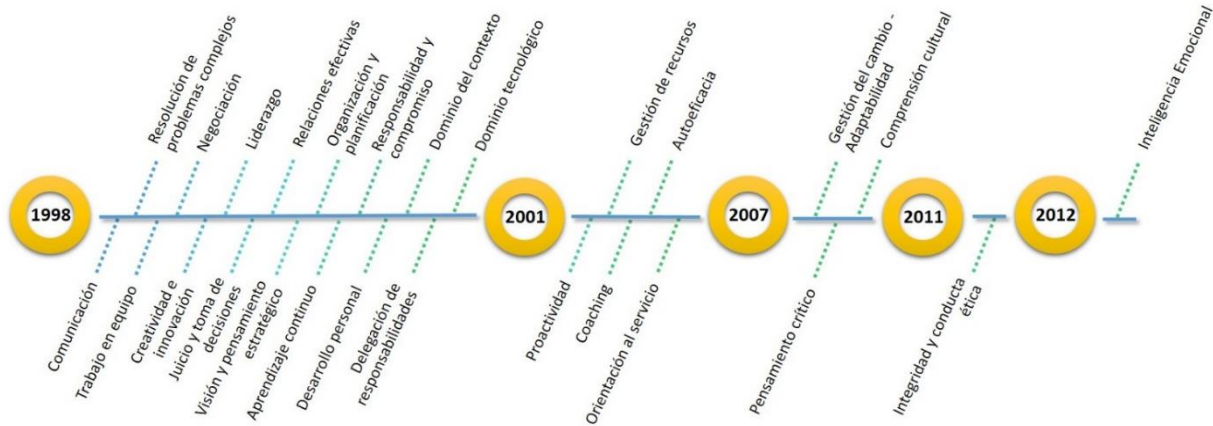 1998
Resolución de
problemas complejos
Negociación
Liderazgo
Relaciones efectivas
Organización y
planificación
Responsabilidad y
compromiso
Dominio del contexto
Dominio tecnológico
Comunicación
Trabajo en equipo
Creatividad e
innovación
Juicio y toma de
decisiones
Visión y pensamiento
estratégico
Aprendizaje continuo
Desarrollo personal
Delegación de
responsabilidades
2001
Gestión de recursos
Autoeficacia
Proactividad
Coaching
Orientación al servicio
2007
Gestión del cambio -
Adaptabilidad
Comprensión cultural
Pensamiento crítico
2011
Integridad y conducta
ética
2012
Inteligencia Emocional